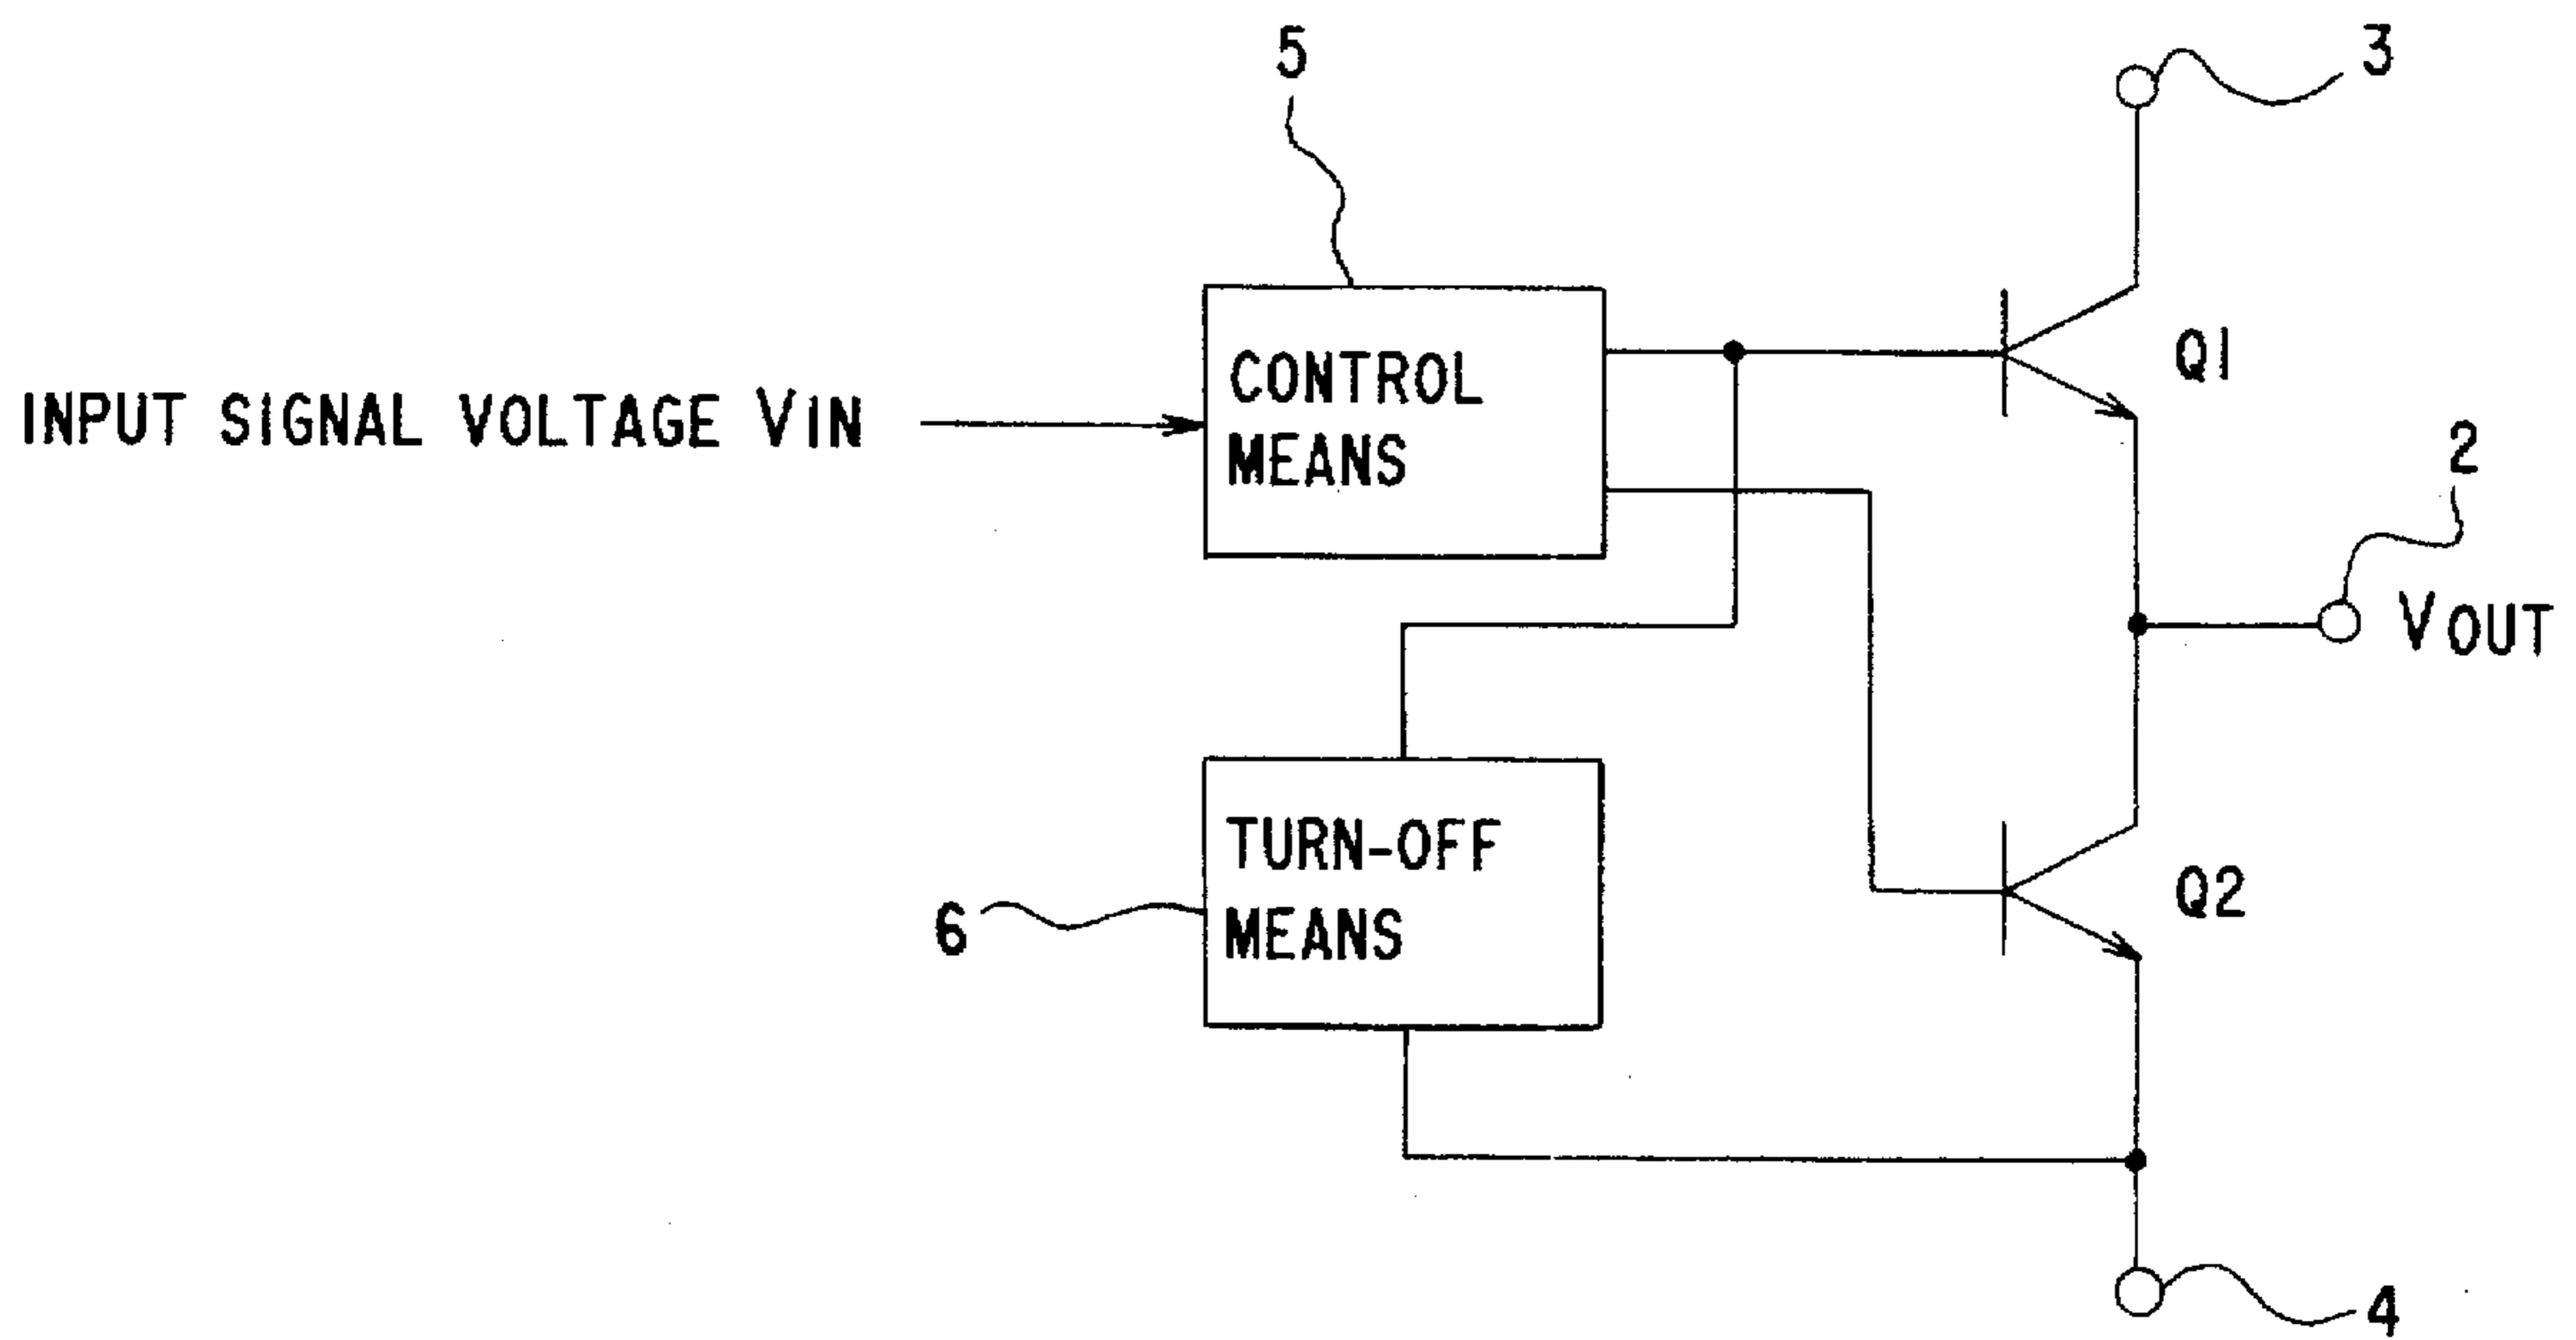 5
3
CONTROL
MEANS
Q1
INPUT SIGNAL VOLTAGE VIN
2
VOUT
TURN-OFF
MEANS
Q2
6
4